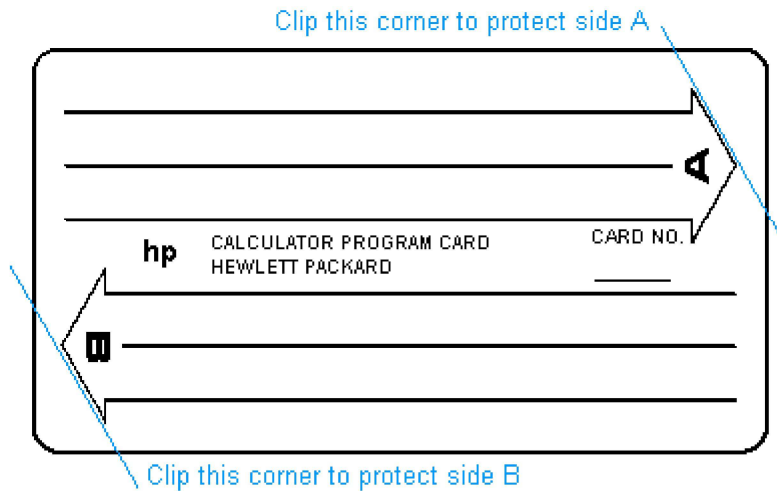 Clip this corner to protect side A
A
hp CALCULATOR PROGRAM CARD CARD NO.
HEWLETT PACKARD
B
Clip this corner to protect side B